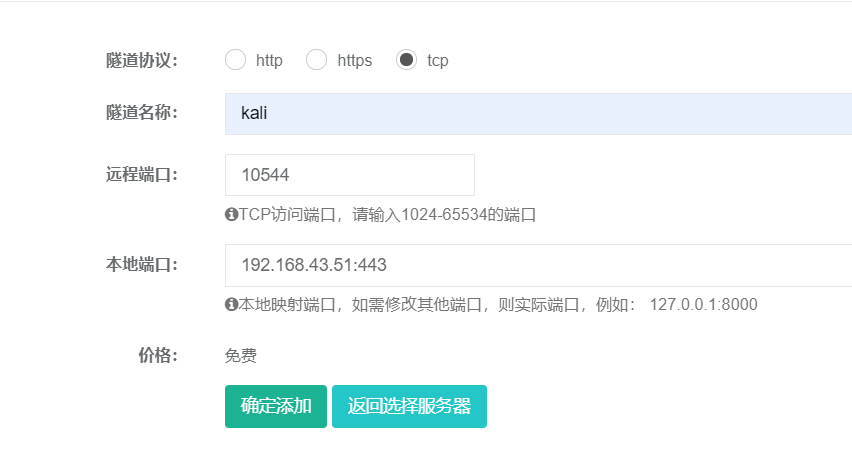 隧道协议： http https tcp
隧道名称： kali
远程端口： 10544
TCP访问端口，请输入1024-65534的端口
本地端口： 192.168.43.51:443
本地映射端口，如需修改其他端口，则实际端口，例如： 127.0.0.1:8000
价格： 免费
确定添加 返回选择服务器